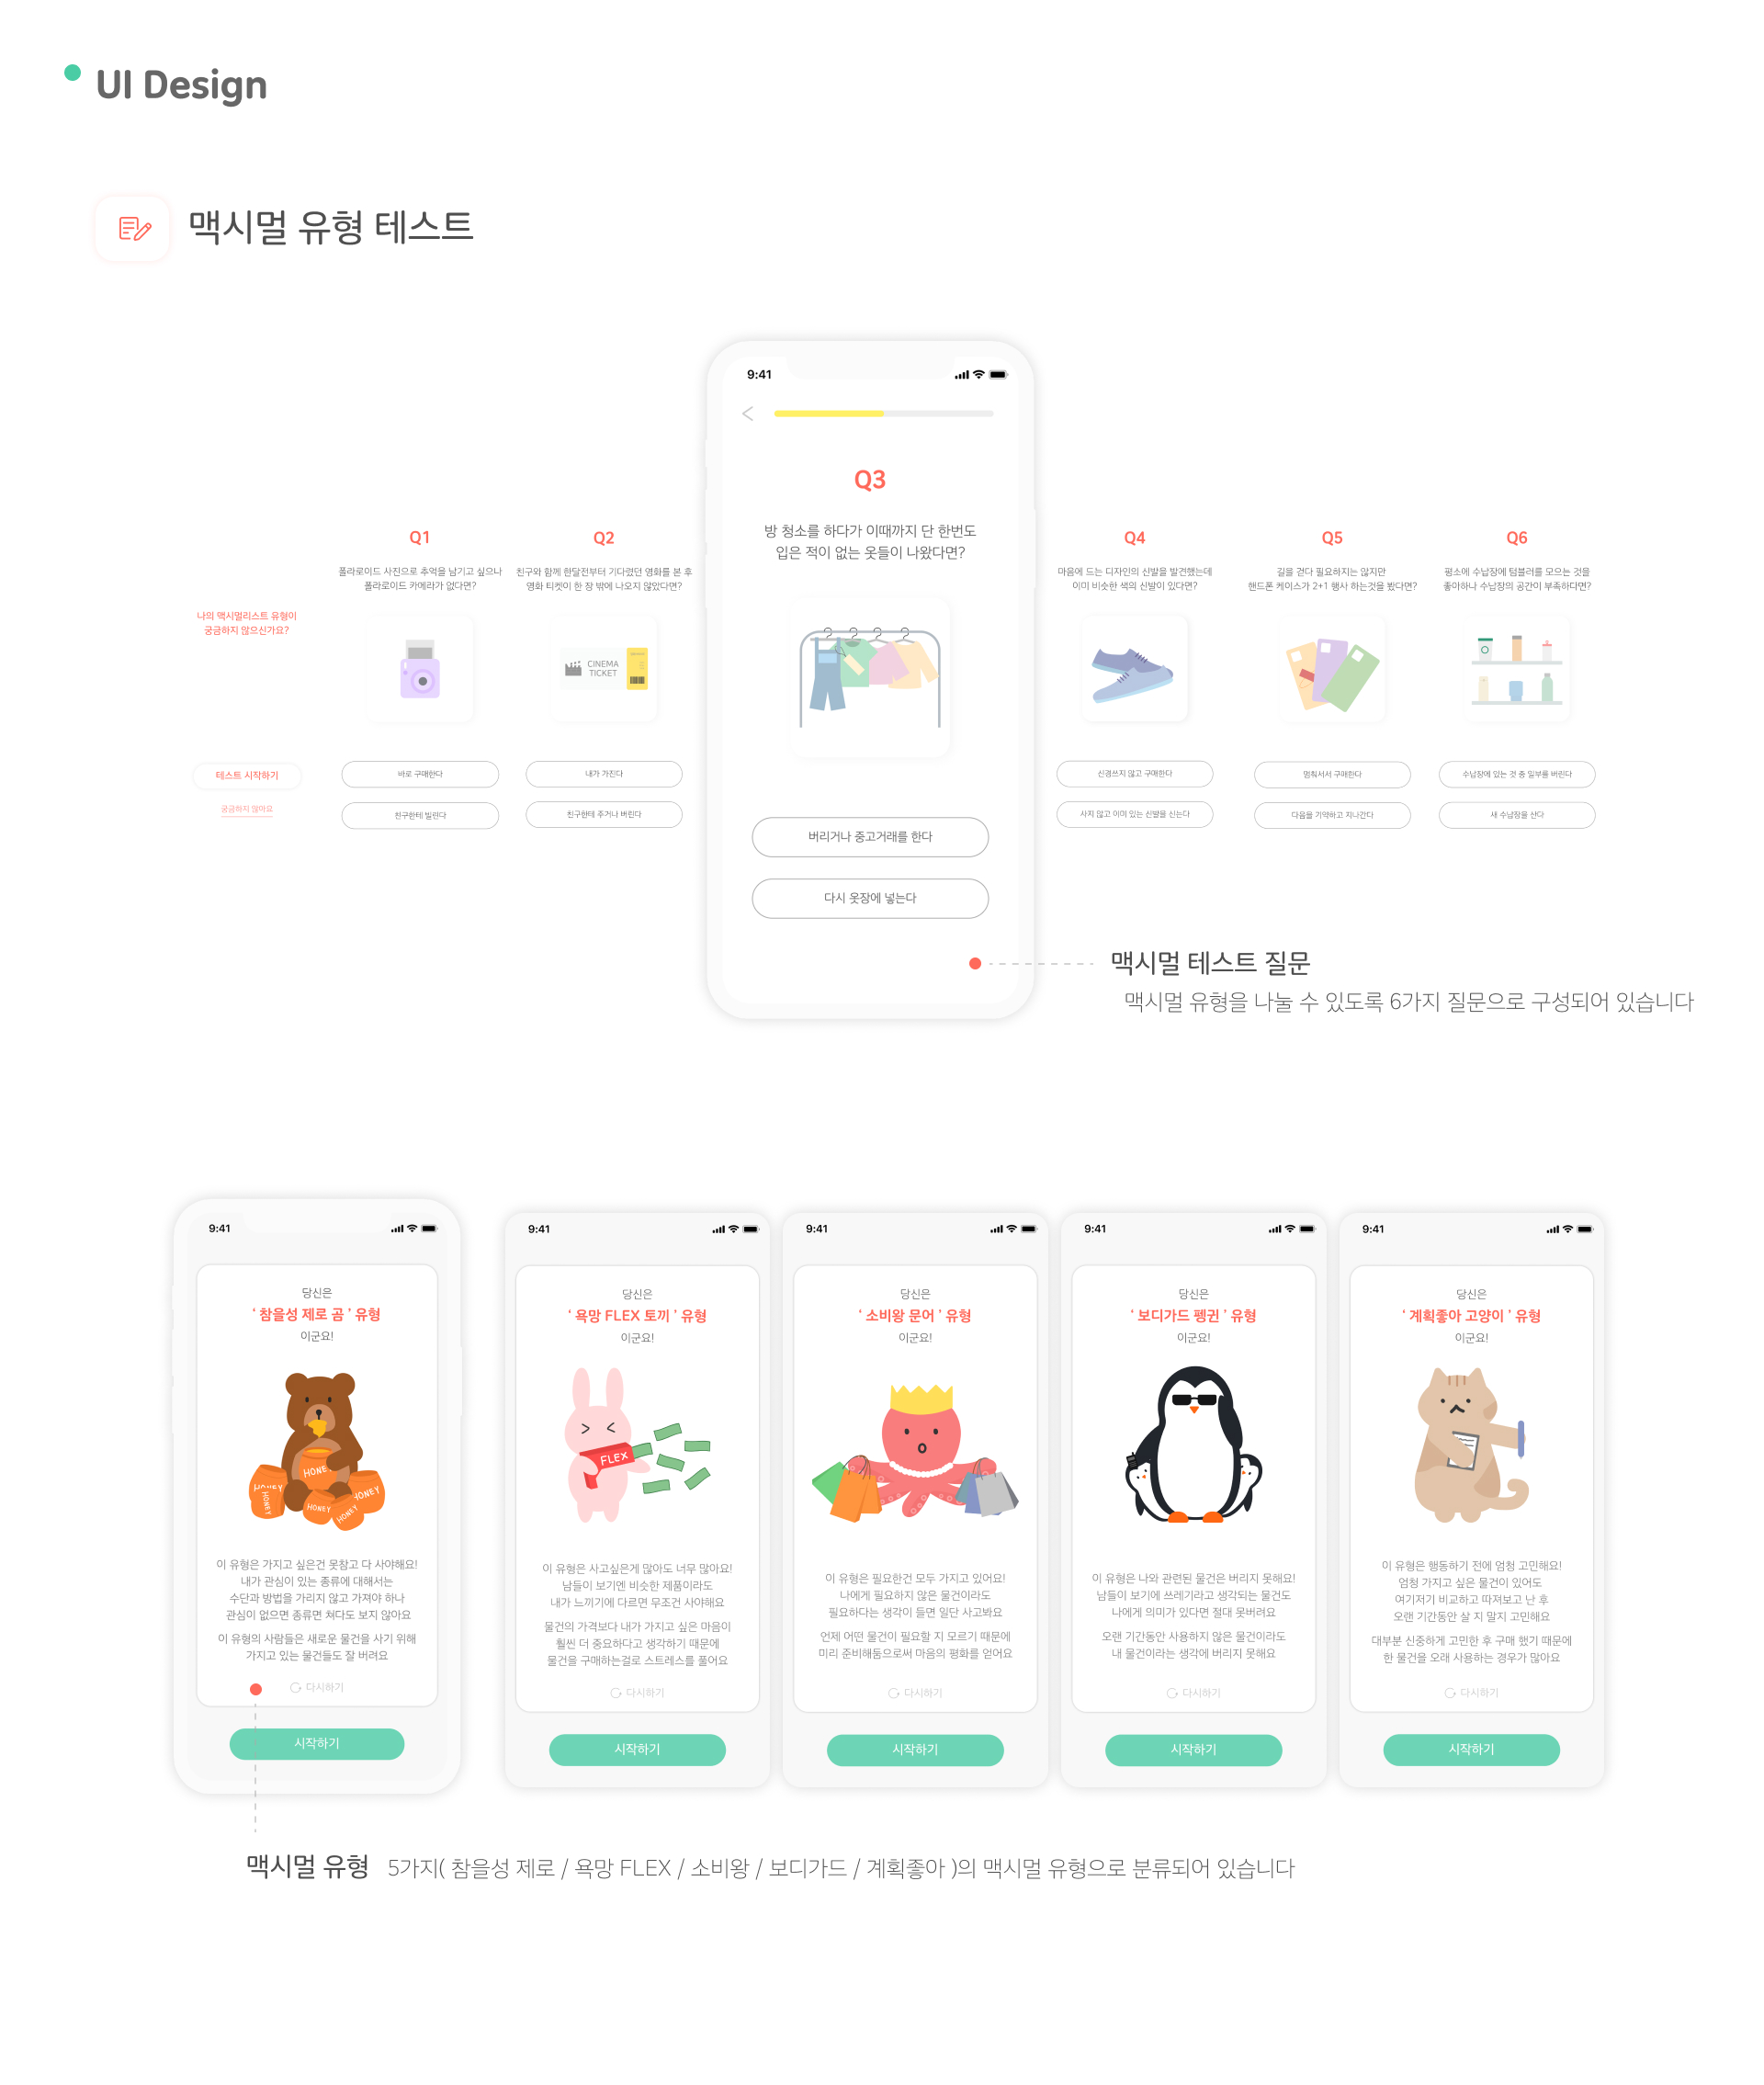 UI Design
맥시멀 유형 테스트
나의 맥시멀리스트 유형이
궁금하지 않으신가요?
테스트 시작하기
궁금하지 않아요
Q1
폴라로이드 사진으로 추억을 남기고 싶으나
폴라로이드 카메라가 없다면?
바로 구매한다
친구한테 빌린다
Q2
친구와 함께 한달전부터 기다렸던 영화를 본 후
영화 티켓이 한 장 밖에 나오지 않았다면?
CINEMA
TICKET
내가 가진다
친구한테 주거나 버린다
9:41
Q3
방 청소를 하다가 이때까지 단 한번도
입은 적이 없는 옷들이 나왔다면?
버리거나 중고거래를 한다
다시 옷장에 넣는다
Q4
마음에 드는 디자인의 신발을 발견했는데
이미 비슷한 색의 신발이 있다면?
신경쓰지 않고 구매한다
사지 않고 이미 있는 신발을 신는다
Q5
길을 걷다 필요하지는 않지만
핸드폰 케이스가 2+1 행사 하는것을 봤다면?
멈춰서서 구매한다
다음을 기약하고 지나간다
Q6
평소에 수납장에 텀블러를 모으는 것을
좋아하나 수납장의 공간이 부족하다면?
수납장에 있는 것 중 일부를 버린다
새 수납장을 산다
맥시멀 테스트 질문
맥시멀 유형을 나눌 수 있도록 6가지 질문으로 구성되어 있습니다
9:41
당신은
‘ 참을성 제로 곰 ’ 유형
이군요!
HONEY
HONEY
HONEY
HONEY
HONEY
HONEY
이 유형은 가지고 싶은건 못참고 다 사야해요!
내가 관심이 있는 종류에 대해서는
수단과 방법을 가리지 않고 가져야 하나
관심이 없으면 종류면 쳐다도 보지 않아요
이 유형의 사람들은 새로운 물건을 사기 위해
가지고 있는 물건들도 잘 버려요
다시하기
시작하기
9:41
당신은
‘ 욕망 FLEX 토끼 ’ 유형
이군요!
FLEX
이 유형은 사고싶은게 많아도 너무 많아요!
남들이 보기엔 비슷한 제품이라도
내가 느끼기에 다르면 무조건 사야해요
물건의 가격보다 내가 가지고 싶은 마음이
훨씬 더 중요하다고 생각하기 때문에
물건을 구매하는걸로 스트레스를 풀어요
다시하기
시작하기
9:41
당신은
‘ 소비왕 문어 ’ 유형
이군요!
이 유형은 필요한건 모두 가지고 있어요!
나에게 필요하지 않은 물건이라도
필요하다는 생각이 들면 일단 사고봐요
언제 어떤 물건이 필요할 지 모르기 때문에
미리 준비해둠으로써 마음의 평화를 얻어요
다시하기
시작하기
9:41
당신은
‘ 보디가드 펭귄 ’ 유형
이군요!
이 유형은 나와 관련된 물건은 버리지 못해요!
남들이 보기에 쓰레기라고 생각되는 물건도
나에게 의미가 있다면 절대 못버려요
오랜 기간동안 사용하지 않은 물건이라도
내 물건이라는 생각에 버리지 못해요
다시하기
시작하기
9:41
당신은
‘ 계획좋아 고양이 ’ 유형
이군요!
이 유형은 행동하기 전에 엄청 고민해요!
엄청 가지고 싶은 물건이 있어도
여기저기 비교하고 따져보고 난 후
오랜 기간동안 살 지 말지 고민해요
대부분 신중하게 고민한 후 구매 했기 때문에
한 물건을 오래 사용하는 경우가 많아요
다시하기
시작하기
맥시멀 유형 5가지( 참을성 제로 / 욕망 FLEX / 소비왕 / 보디가드 / 계획좋아 )의 맥시멀 유형으로 분류되어 있습니다